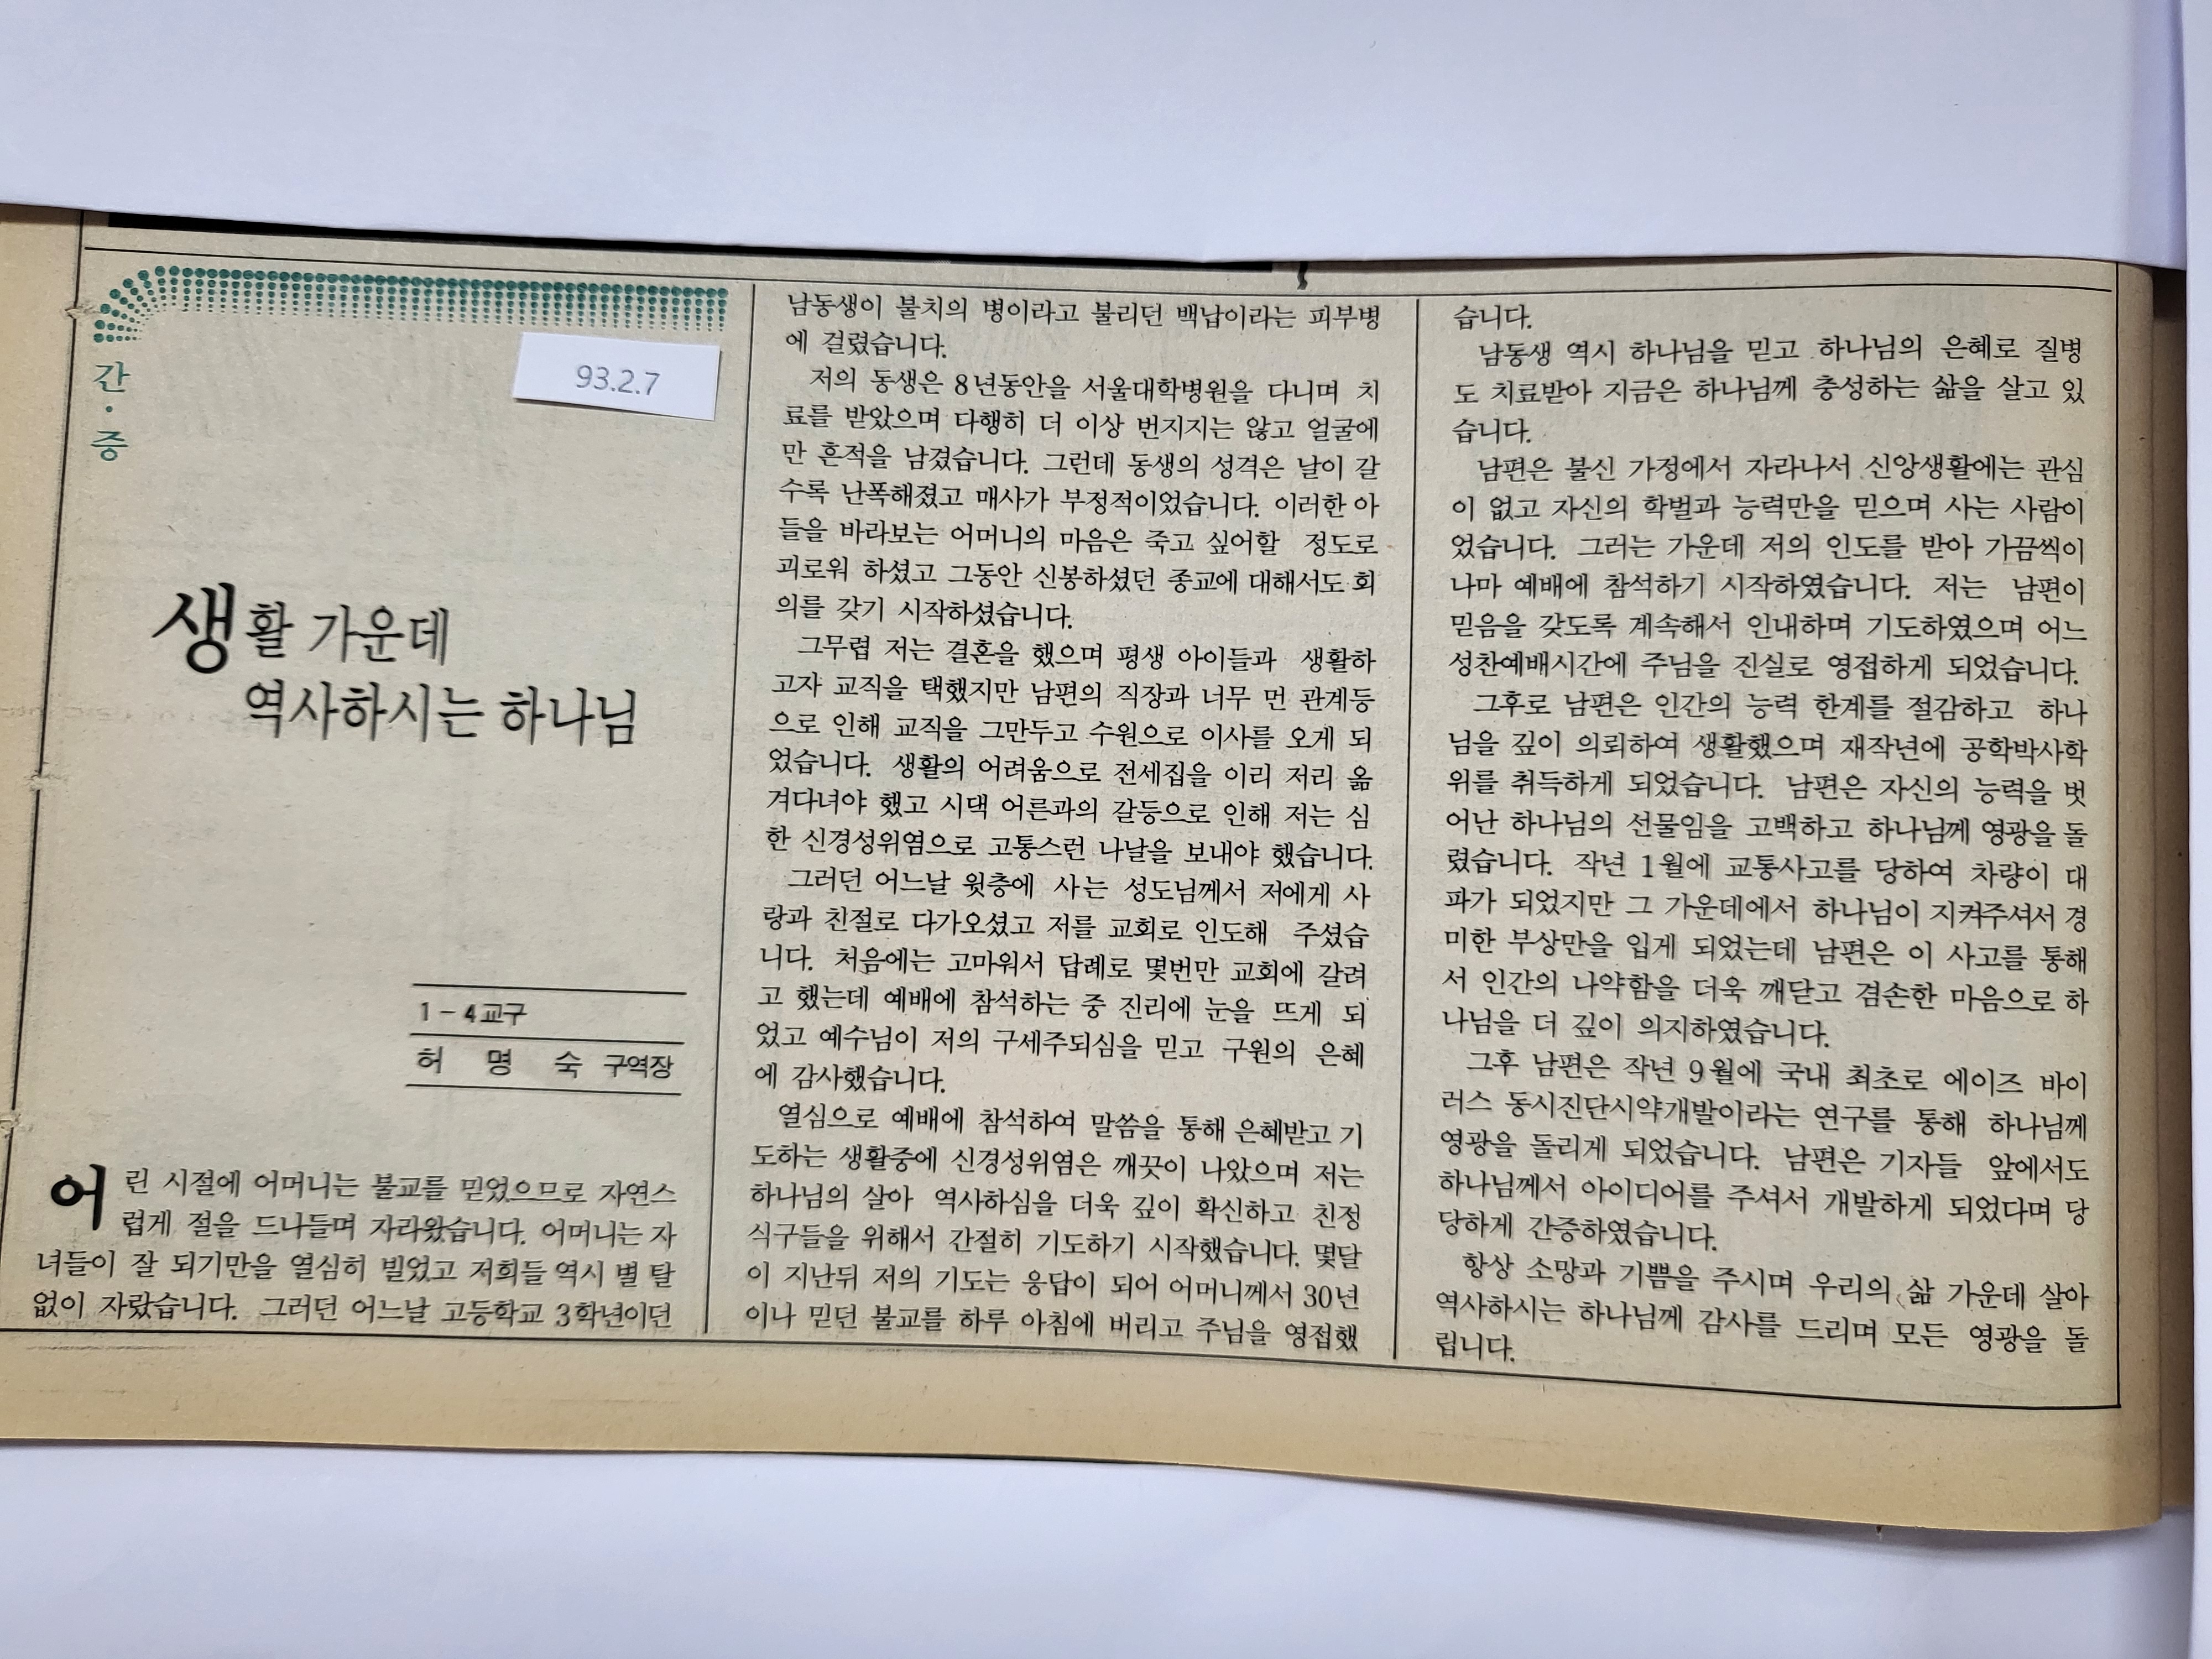 간·증
93.2.7
생활 가운데
역사하시는 하나님
1-4교구
허 명 숙 구역장
어린 시절에 어머니는 불교를 믿었으므로 자연스
럽게 절을 드나들며 자라왔습니다. 어머니는 자
녀들이 잘 되기만을 열심히 빌었고 저희들 역시 별 탈
없이 자랐습니다. 그러던 어느날 고등학교 3학년이던
남동생이 불치의 병이라고 불리던 백납이라는 피부병
에 걸렸습니다.
저의 동생은 8년동안을 서울대학병원을 다니며 치
료를 받았으며 다행히 더 이상 번지지는 않고 얼굴에
만 흔적을 남겼습니다. 그런데 동생의 성격은 날이 갈
수록 난폭해졌고 매사가 부정적이었습니다. 이러한 아
들을 바라보는 어머니의 마음은 죽고 싶어할 정도로
괴로워 하셨고 그동안 신봉하셨던 종교에 대해서도 회
의를 갖기 시작하셨습니다.
그무렵 저는 결혼을 했으며 평생 아이들과 생활하
고자 교직을 택했지만 남편의 직장과 너무 먼 관계등
으로 인해 교직을 그만두고 수원으로 이사를 오게 되
었습니다. 생활의 어려움으로 전세집을 이리 저리 옮
겨다녀야 했고 시댁 어른과의 갈등으로 인해 저는 심
한 신경성위염으로 고통스런 나날을 보내야 했습니다.
그러던 어느날 윗층에 사는 성도님께서 저에게 사
랑과 친절로 다가오셨고 저를 교회로 인도해 주셨습
니다. 처음에는 고마워서 답례로 몇번만 교회에 갈려
고 했는데 예배에 참석하는 중 진리에 눈을 뜨게 되
었고 예수님이 저의 구세주되심을 믿고 구원의 은혜
에 감사했습니다.
열심으로 예배에 참석하여 말씀을 통해 은혜받고 기
도하는 생활중에 신경성위염은 깨끗이 나았으며 저는
하나님의 살아 역사하심을 더욱 깊이 확신하고 친정
식구들을 위해서 간절히 기도하기 시작했습니다. 몇달
이 지난뒤 저의 기도는 응답이 되어 어머니께서 30년
이나 믿던 불교를 하루 아침에 버리고 주님을 영접했
습니다.
남동생 역시 하나님을 믿고 하나님의 은혜로 질병
도 치료받아 지금은 하나님께 충성하는 삶을 살고 있
습니다.
남편은 불신 가정에서 자라나서 신앙생활에는 관심
이 없고 자신의 학벌과 능력만을 믿으며 사는 사람이
었습니다. 그러는 가운데 저의 인도를 받아 가끔씩이
나마 예배에 참석하기 시작하였습니다. 저는 남편이
믿음을 갖도록 계속해서 인내하며 기도하였으며 어느
성찬예배시간에 주님을 진실로 영접하게 되었습니다.
그후로 남편은 인간의 능력 한계를 절감하고 하나
님을 깊이 의뢰하여 생활했으며 재작년에 공학박사학
위를 취득하게 되었습니다. 남편은 자신의 능력을 벗
어난 하나님의 선물임을 고백하고 하나님께 영광을 돌
렸습니다. 작년 1월에 교통사고를 당하여 차량이 대
파가 되었지만 그 가운데에서 하나님이 지켜주셔서 경
미한 부상만을 입게 되었는데 남편은 이 사고를 통해
서 인간의 나약함을 더욱 깨닫고 겸손한 마음으로 하
나님을 더 깊이 의지하였습니다.
그후 남편은 작년 9월에 국내 최초로 에이즈 바이
러스 동시진단시약개발이라는 연구를 통해 하나님께
영광을 돌리게 되었습니다. 남편은 기자들 앞에서도
하나님께서 아이디어를 주셔서 개발하게 되었다며 당
당하게 간증하였습니다.
항상 소망과 기쁨을 주시며 우리의 삶 가운데 살아
역사하시는 하나님께 감사를 드리며 모든 영광을 돌
립니다.